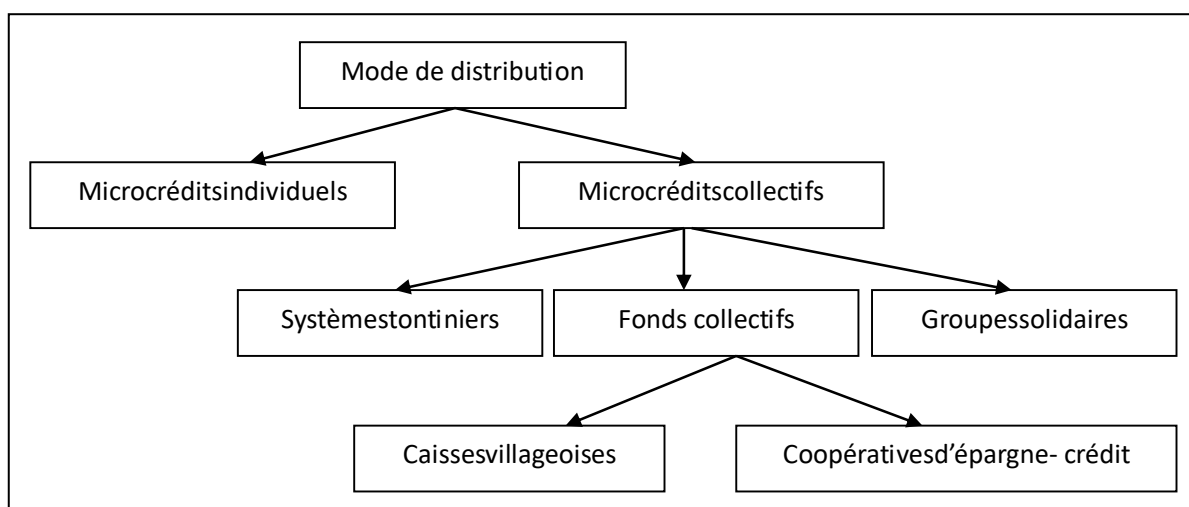 Mode de distribution
Microcréditsindividuels
Microcréditscollectifs
Systèmestontiniers
Fonds collectifs
Groupessolidaires
Caissesvillageoises
Coopérativesd’épargne- crédit